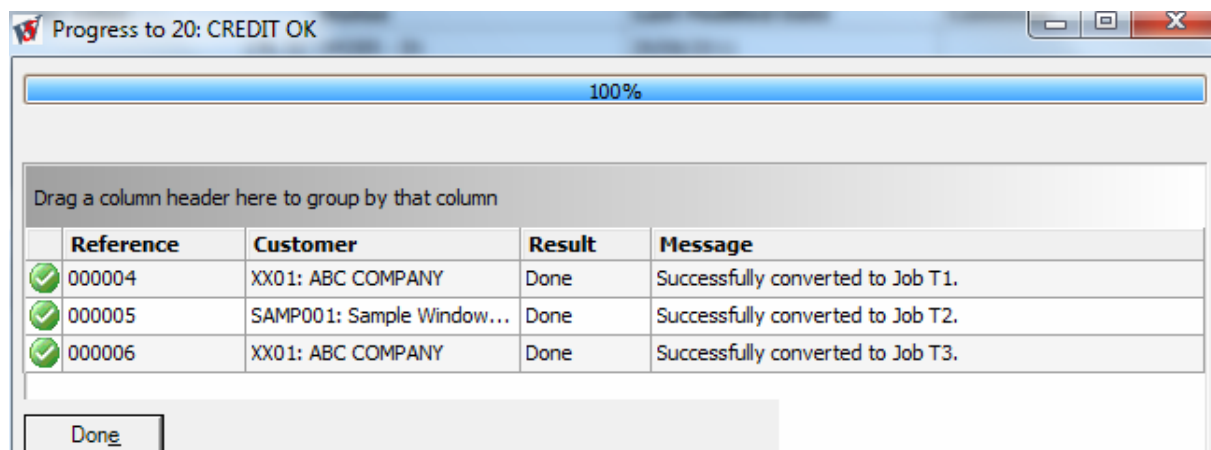 Progress to 20: CREDIT OK
100%
Drag a column header here to group by that column
Reference Customer Result Message
000004 XX01: ABC COMPANY Done Successfully converted to Job T1.
000005 SAMP001: Sample Window... Done Successfully converted to Job T2.
000006 XX01: ABC COMPANY Done Successfully converted to Job T3.
Done